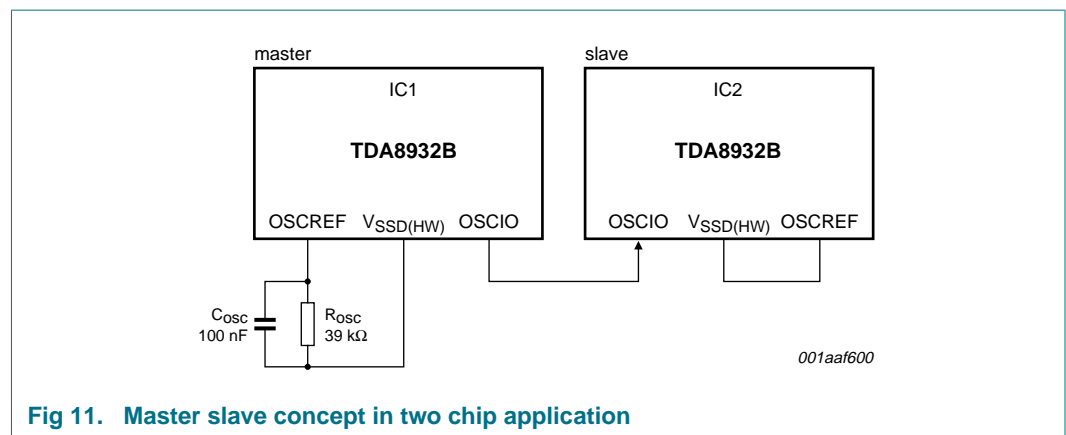 master
slave
IC1
IC2
TDA8932B
TDA8932B
OSCREF VSSD(HW) OSCIO
OSCIO VSSD(HW) OSCREF
Cosc
100 nF
Rosc
39 kΩ
001aaf600
Fig 11. Master slave concept in two chip application